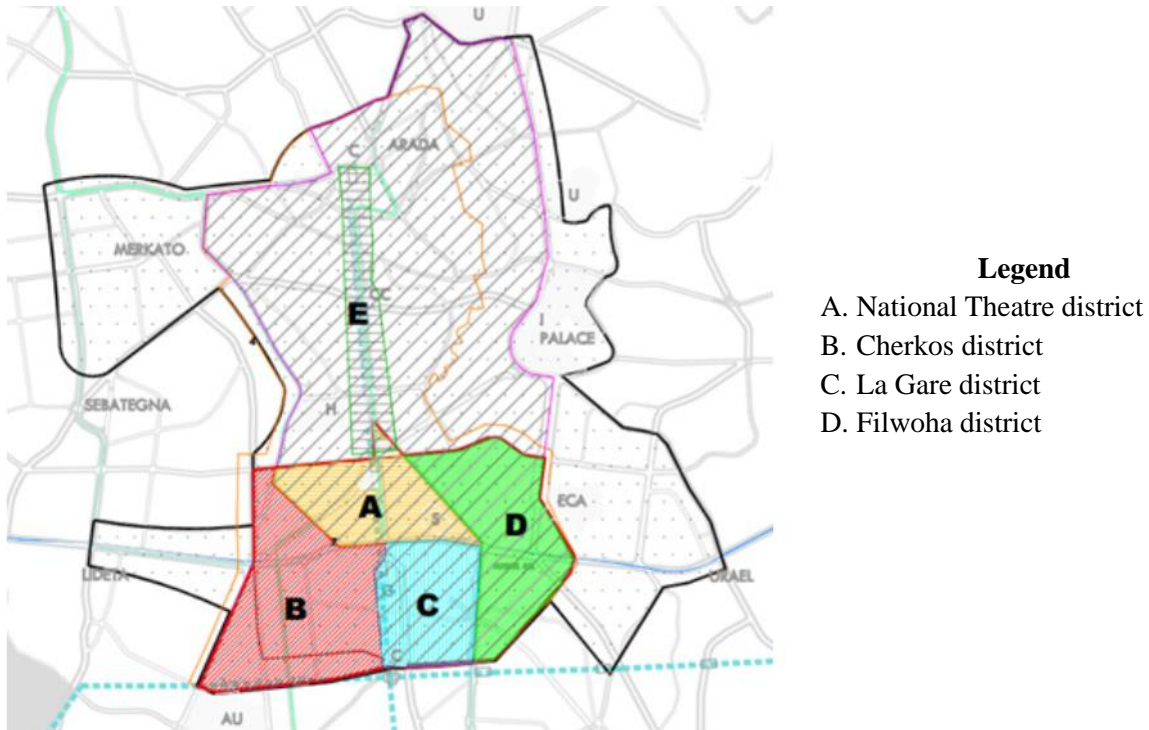 U
ARADA
C
U
MERKATO
E
I
PALACE
SEBATEGNA
H
A
S
D
ECA
LIDETA
URAEL
B
C
G
C
AU
Legend
A. National Theatre district
B. Cherkos district
C. La Gare district
D. Filwoha district